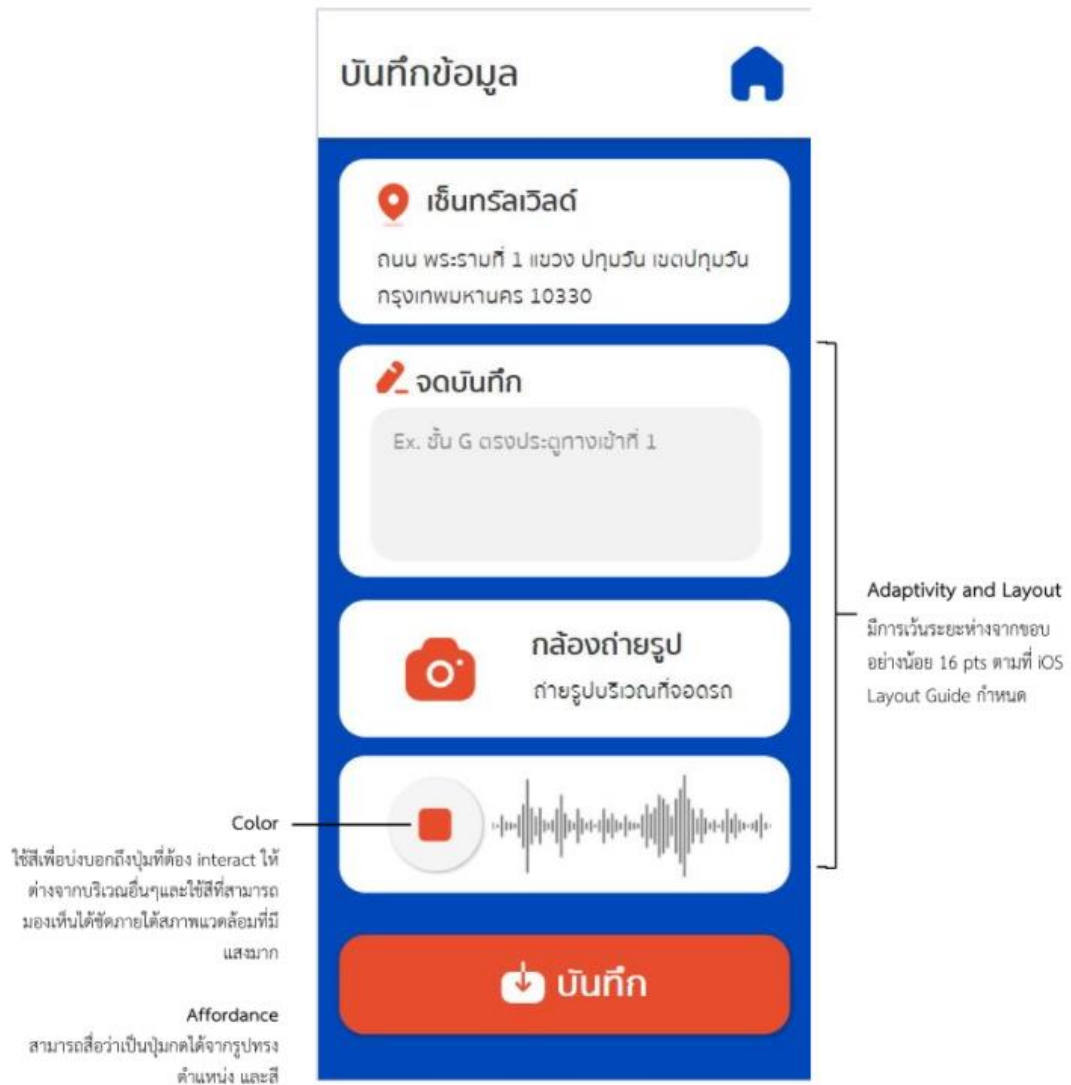 บันทึกข้อมูล
เซ็นทรัลเวิลด์
ถนน พระรามที่ 1 แขวง ปทุมวัน เขตปทุมวัน
กรุงเทพมหานคร 10330
จดบันทึก
Ex. ชั้น G ตรงประตูทางเข้าที่ 1
กล้องถ่ายรูป
ถ่ายรูปบริเวณที่จอดรถ
บันทึก
Adaptivity and Layout
มีการเว้นระยะห่างจากขอบ
อย่างน้อย 16 pts ตามที่ iOS
Layout Guide กำหนด
Color
ใช้สีเพื่อบ่งบอกถึงปุ่มที่ต้อง interact ให้
ต่างจากบริเวณอื่นๆและใช้สีที่สามารถ
มองเห็นได้ชัดภายใต้สภาพแวดล้อมที่มี
แสงมาก
Affordance
สามารถสื่อว่าเป็นปุ่มกดได้จากรูปทรง
ตำแหน่ง และสี